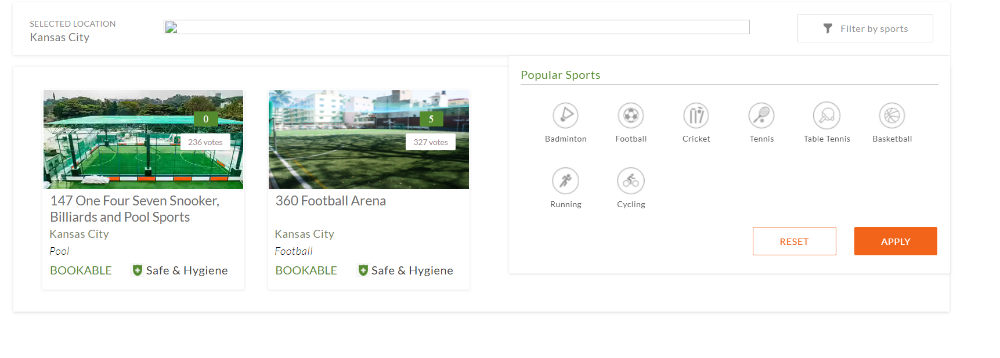 SELECTED LOCATION
Kansas City
Filter by sports
Popular Sports
Badminton
Football
Cricket
Tennis
Table Tennis
Basketball
Running
Cycling
RESET
APPLY
0
236 votes
147 One Four Seven Snooker,
Billiards and Pool Sports
Kansas City
Pool
BOOKABLE
Safe & Hygiene
5
327 votes
360 Football Arena
Kansas City
Football
BOOKABLE
Safe & Hygiene